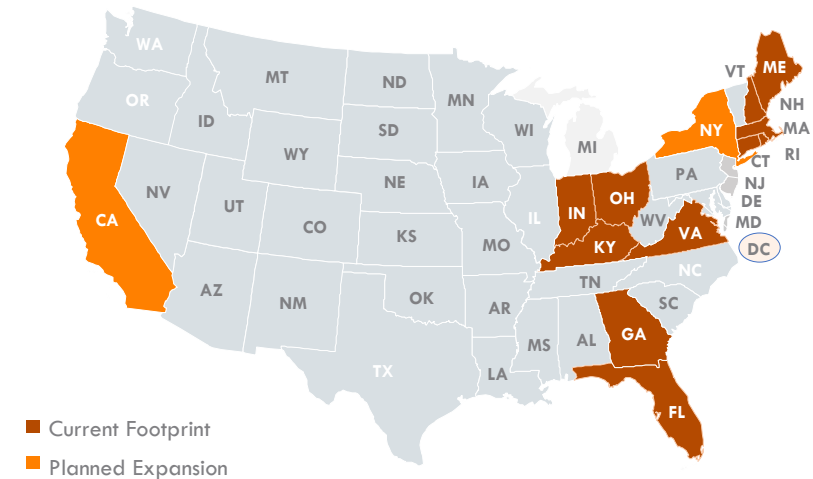 WA
MT
ND
MN
VT
ME
OR
ID
SD
WI
MI
NY
NH
MA
WY
CT
RI
NV
NE
IA
PA
NJ
CA
UT
CO
KS
MO
IL
IN
OH
WV
DE
MD
KY
VA
DC
AZ
NM
OK
AR
TN
NC
SC
TX
LA
MS
AL
GA
FL
Current Footprint
Planned Expansion